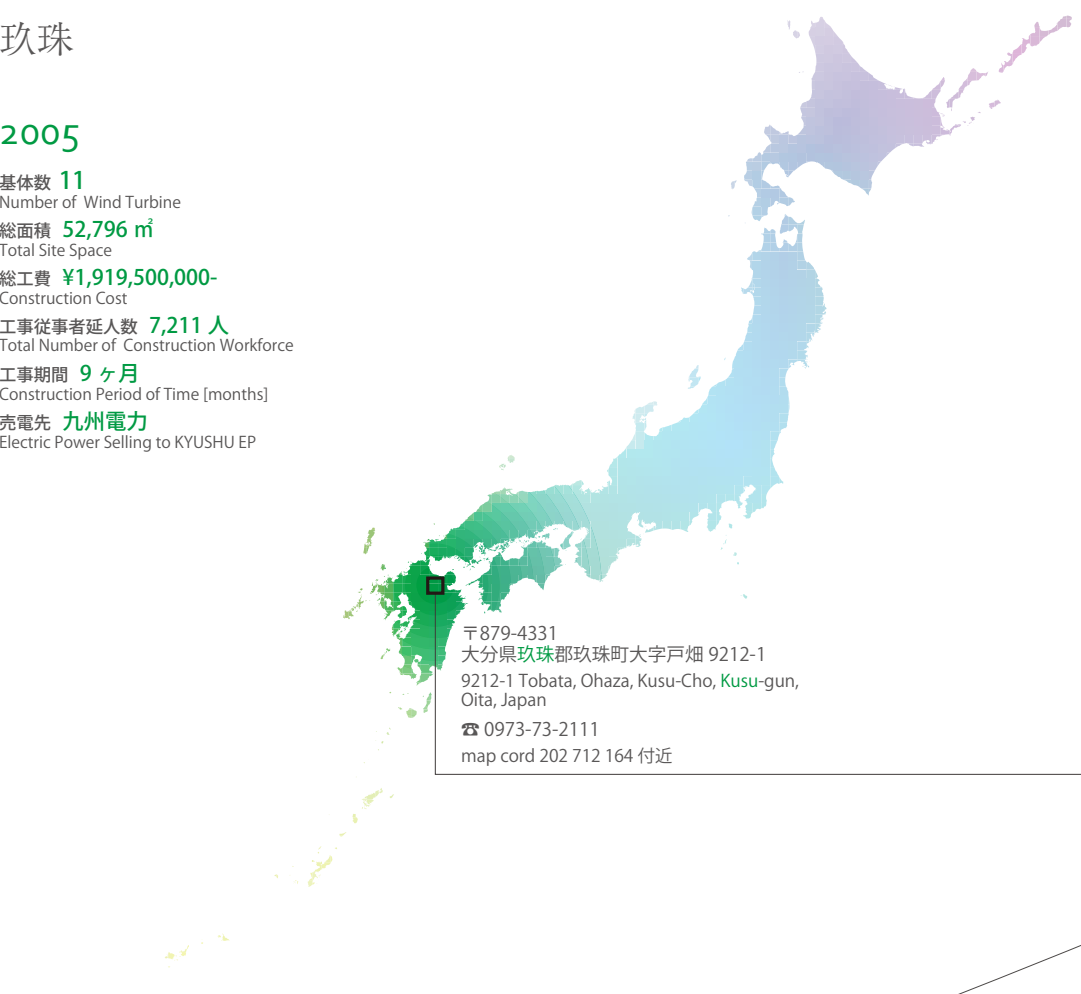 玖珠
2005
基体数 11
Number of Wind Turbine
総面積 52,796 ㎡
Total Site Space
総工費 ¥1,919,500,000-
Construction Cost
工事従事者延人数 7,211 人
Total Number of Construction Workforce
工事期間 9 ヶ月
Construction Period of Time [months]
売電先 九州電力
Electric Power Selling to KYUSHU EP
〒879-4331
大分県玖珠郡玖珠町大字戸畑 9212-1
9212-1 Tobata, Ohaza, Kusu-Cho, Kusu-gun,
Oita, Japan
☎ 0973-73-2111
map cord 202 712 164 付近